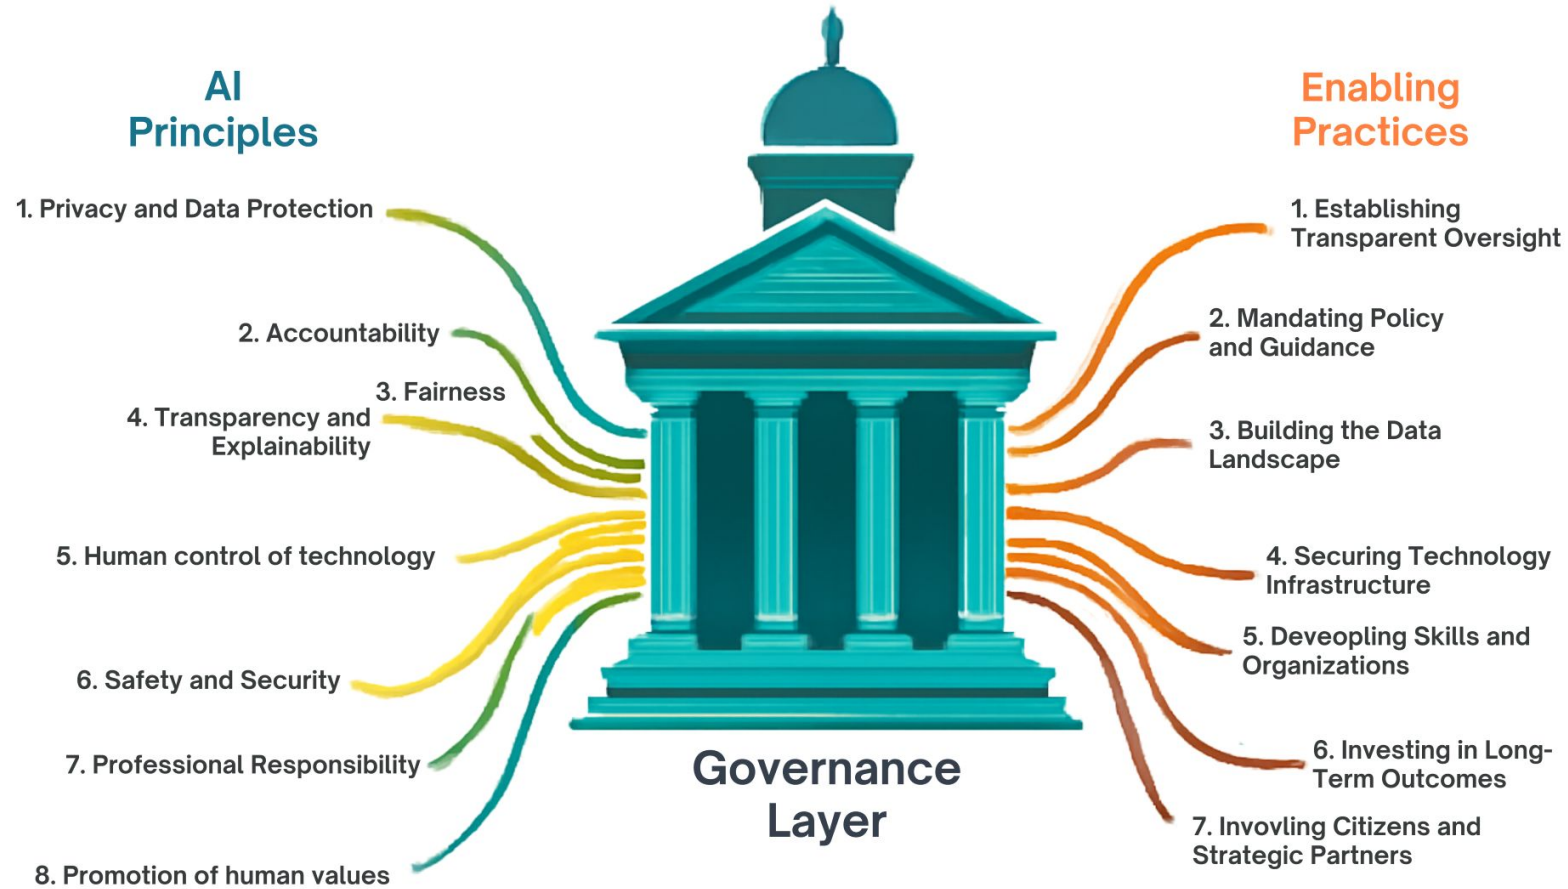 AI
Principles
1. Privacy and Data Protection
2. Accountability
3. Fairness
4. Transparency and
Explainability
5. Human control of technology
6. Safety and Security
7. Professional Responsibility
8. Promotion of human values
Governance
Layer
Enabling
Practices
1. Establishing
Transparent Oversight
2. Mandating Policy
and Guidance
3. Building the Data
Landscape
4. Securing Technology
Infrastructure
5. Deveopling Skills and
Organizations
6. Investing in Long-
Term Outcomes
7. Invovling Citizens and
Strategic Partners